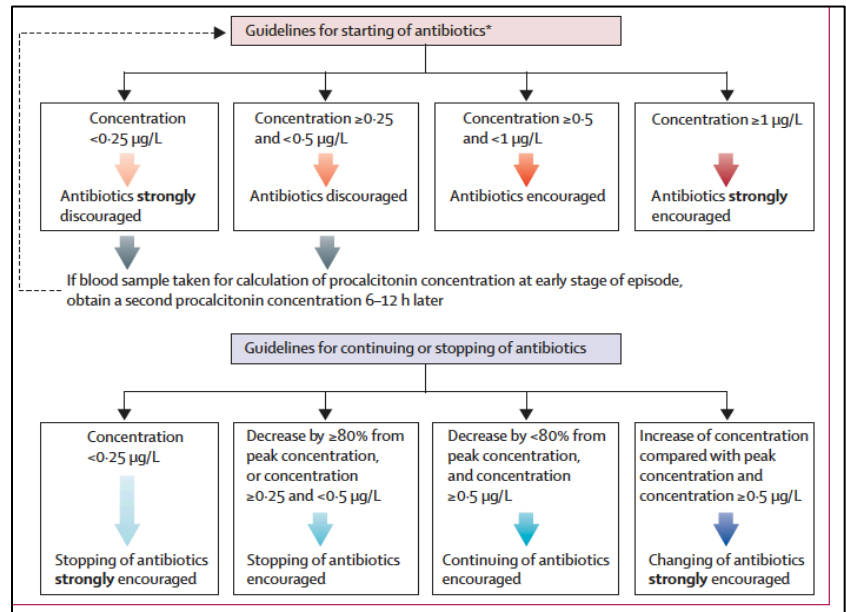 Guidelines for starting of antibiotics*
Concentration
<0·25 µg/L
Antibiotics strongly
discouraged
Concentration ≥0·25
and <0·5 µg/L
Antibiotics discouraged
Concentration ≥0·5
and <1 µg/L
Antibiotics encouraged
Concentration ≥1 µg/L
Antibiotics strongly
encouraged
If blood sample taken for calculation of procalcitonin concentration at early stage of episode,
obtain a second procalcitonin concentration 6–12 h later
Guidelines for continuing or stopping of antibiotics
Concentration
<0·25 µg/L
Stopping of antibiotics
strongly encouraged
Decrease by ≥80% from
peak concentration,
or concentration
≥0·25 and <0·5 µg/L
Stopping of antibiotics
encouraged
Decrease by <80% from
peak concentration,
and concentration
≥0·5 µg/L
Continuing of antibiotics
encouraged
Increase of concentration
compared with peak
concentration and
concentration ≥0·5 µg/L
Changing of antibiotics
strongly encouraged